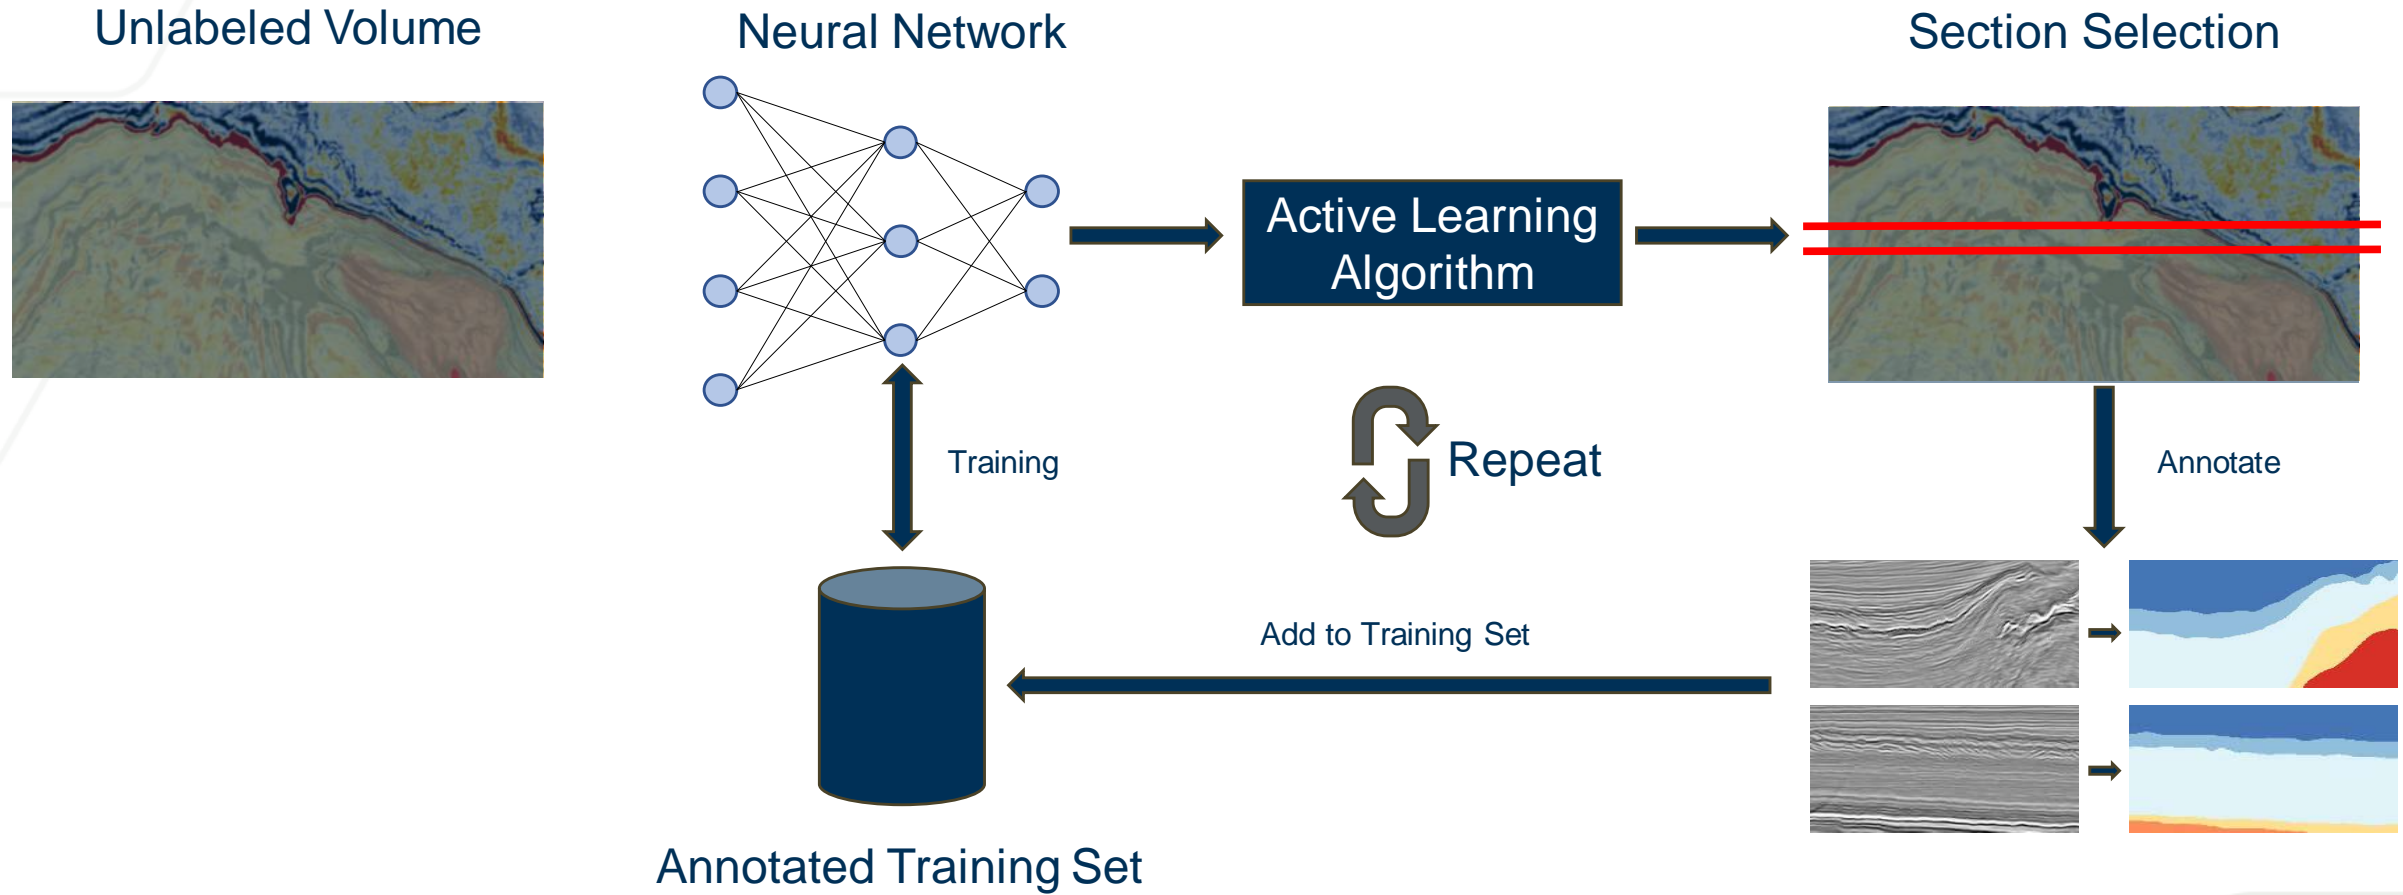 Unlabeled Volume
Neural Network
Section Selection
Active Learning
Algorithm
Training
Repeat
Annotate
Add to Training Set
Annotated Training Set